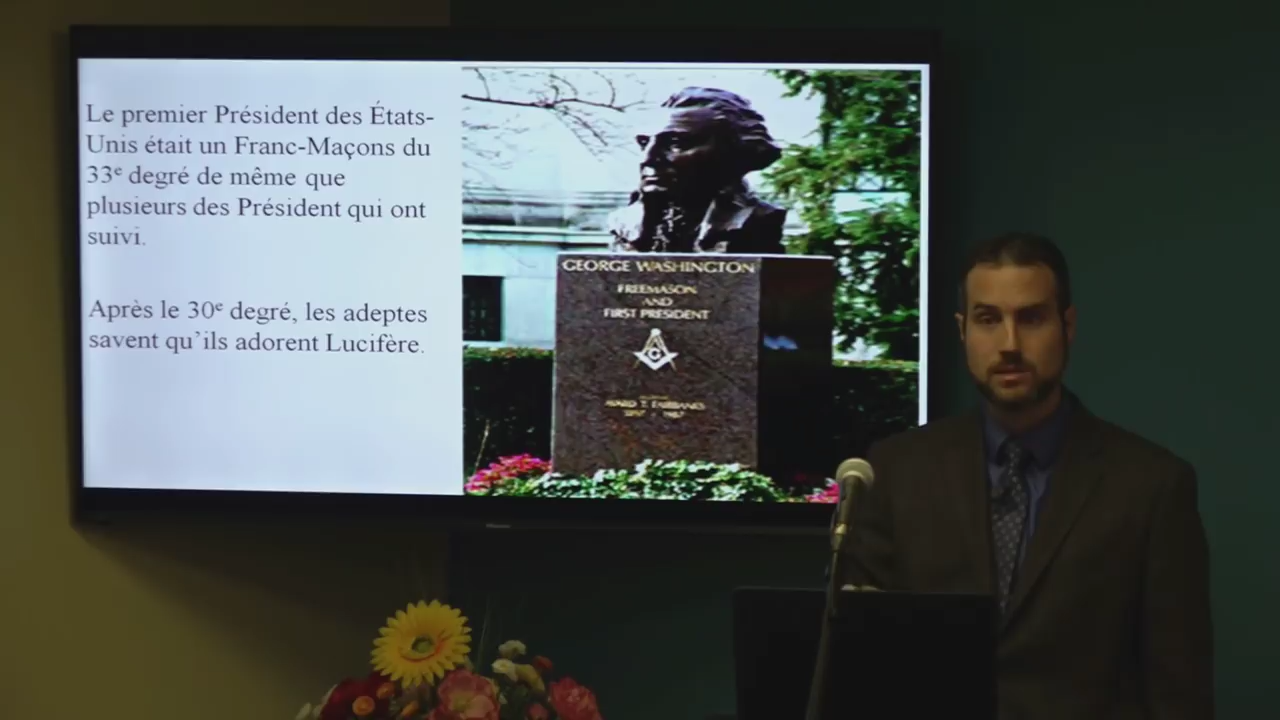 Le premier Président des États-
Unis était un Franc-Maçons du
33e degré de même que
plusieurs des Président qui ont
suivi.
Après le 30e degré, les adeptes
savent qu'ils adorent Lucifère.
GEORGE WASHINGTON
FREEMASON
AND
FIRST PRESIDENT
G